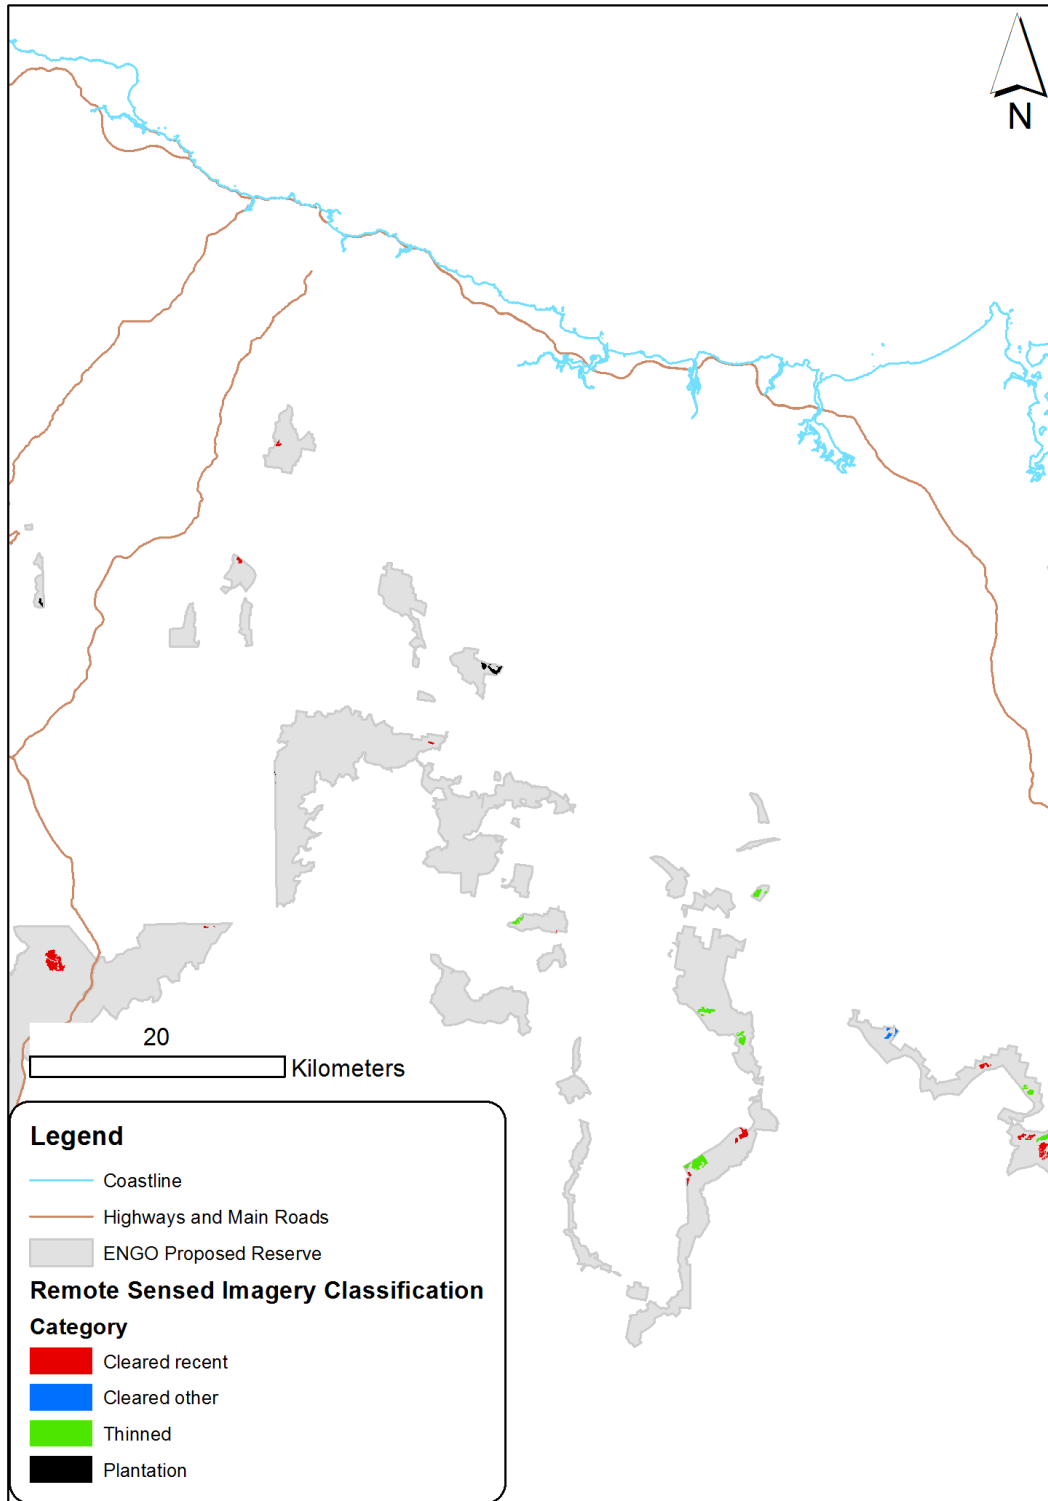 N
20
Kilometers
Legend
Coastline
Highways and Main Roads
ENGO Proposed Reserve
Remote Sensed Imagery Classification
Category
Cleared recent
Cleared other
Thinned
Plantation